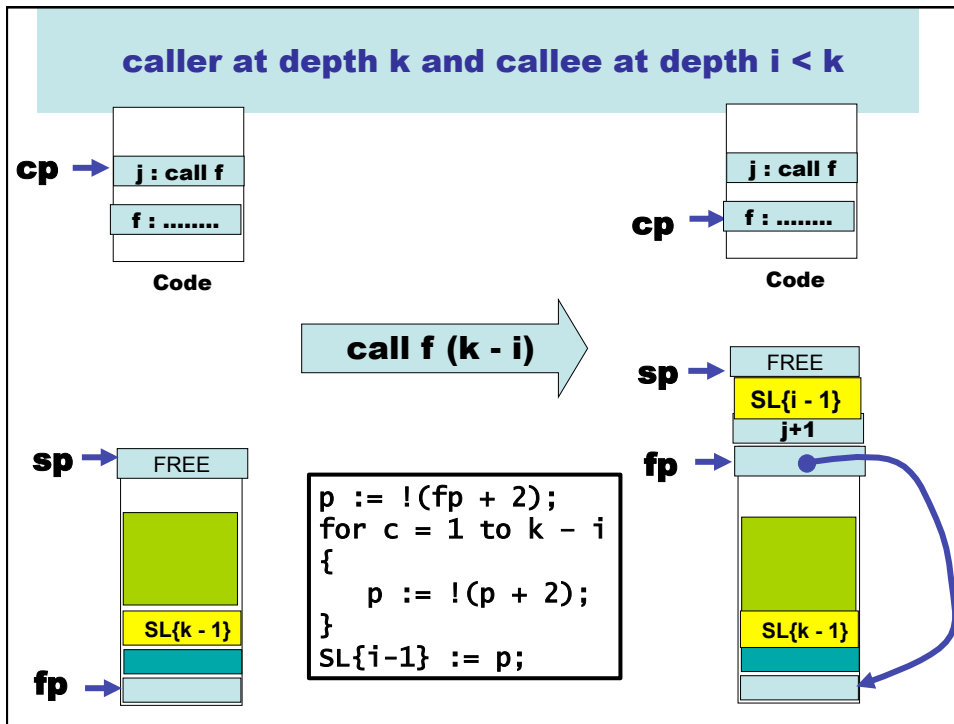 caller at depth k and callee at depth i < k
cp
j : call f
f : ........
Code
j : call f
cp
f : ........
Code
call f (k - i)
sp
FREE
SL{k - 1}
fp
p := !(fp + 2);
for c = 1 to k – i
{
p := !(p + 2);
}
SL{i-1} := p;
sp
FREE
SL{i - 1}
j+1
fp
SL{k - 1}